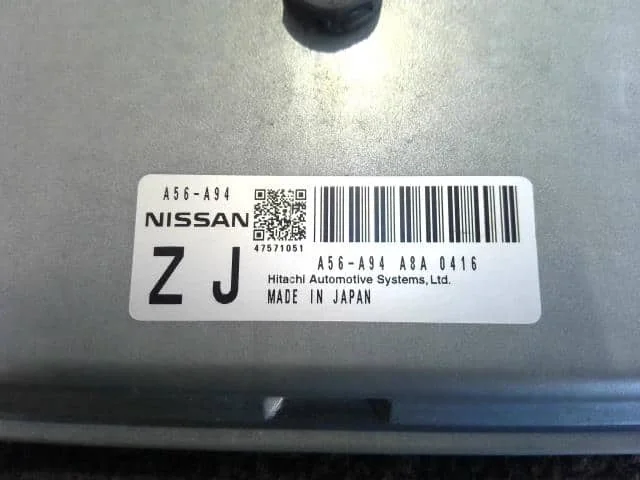 A56-A94
NISSAN
47571051
Z J
A56-A94 A8A 0416
Hitachi Automotive Systems, Ltd.
MADE IN JAPAN